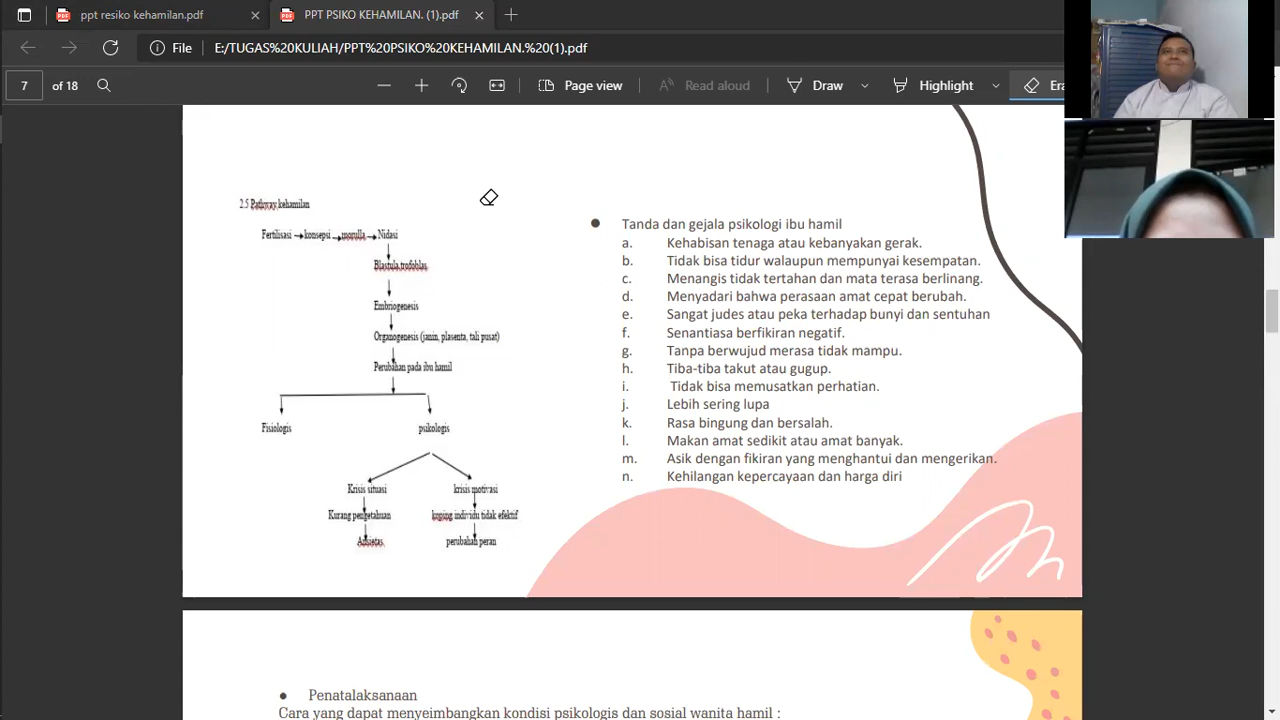 ppt resiko kehamilan.pdf
PPT PSIKO KEHAMILAN. (1).pdf
File
E:/TUGAS%20KULIAH/PPT%20PSIKO%20KEHAMILAN.%20(1).pdf
7 of 18
Page view
Read aloud
Draw
Highlight
Era
2.5 Pathway kehamilan
Fertilisasi konsepsi morulla Nidasi
Blastula trofoblas
Embriogenesis
Organogenesis (janin, plasenta, tali pusat)
Perubahan pada ibu hamil
Fisiologis psikologis
Krisis situasi krisis motivasi
Kurang pengetahuan koping individu tidak efektif
Ansietas perubahan peran
Tanda dan gejala psikologi ibu hamil
a. Kehabisan tenaga atau kebanyakan gerak.
b. Tidak bisa tidur walaupun mempunyai kesempatan.
c. Menangis tidak tertahan dan mata terasa berlinang.
d. Menyadari bahwa perasaan amat cepat berubah.
e. Sangat judes atau peka terhadap bunyi dan sentuhan
f. Senantiasa berfikiran negatif.
g. Tanpa berwujud merasa tidak mampu.
h. Tiba-tiba takut atau gugup.
i. Tidak bisa memusatkan perhatian.
j. Lebih sering lupa
k. Rasa bingung dan bersalah.
l. Makan amat sedikit atau amat banyak.
m. Asik dengan fikiran yang menghantui dan mengerikan.
n. Kehilangan kepercayaan dan harga diri
Penatalaksanaan
Cara yang dapat menyeimbangkan kondisi psikologis dan sosial wanita hamil :